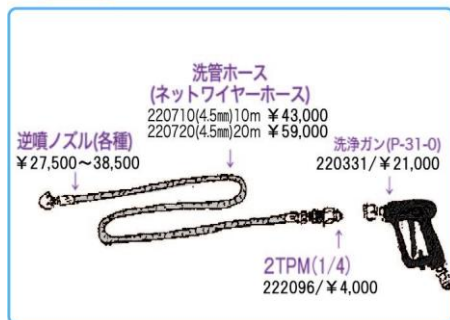 洗管ホース
(ネットワイヤーホース)
220710(4.5㎜)10m ¥43,000
220720(4.5㎜)20m ¥59,000
逆噴ノズル(各種)
¥27,500～38,500
洗浄ガン(P-31-0)
220331/¥21,000
2TPM(1/4)
222096/¥4,000